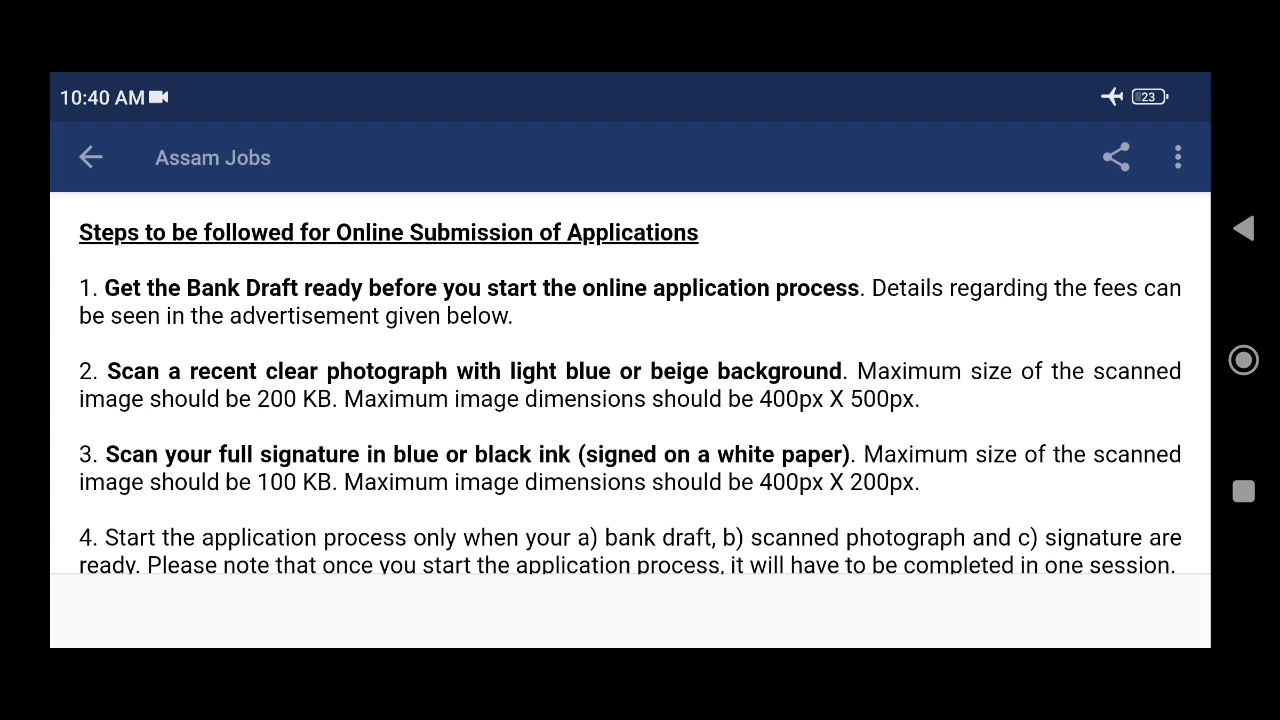 10:40 AM
23
Assam Jobs
Steps to be followed for Online Submission of Applications
1. Get the Bank Draft ready before you start the online application process. Details regarding the fees can
be seen in the advertisement given below.
2. Scan a recent clear photograph with light blue or beige background. Maximum size of the scanned
image should be 200 KB. Maximum image dimensions should be 400px X 500px.
3. Scan your full signature in blue or black ink (signed on a white paper). Maximum size of the scanned
image should be 100 KB. Maximum image dimensions should be 400px X 200px.
4. Start the application process only when your a) bank draft, b) scanned photograph and c) signature are
ready. Please note that once you start the application process, it will have to be completed in one session.